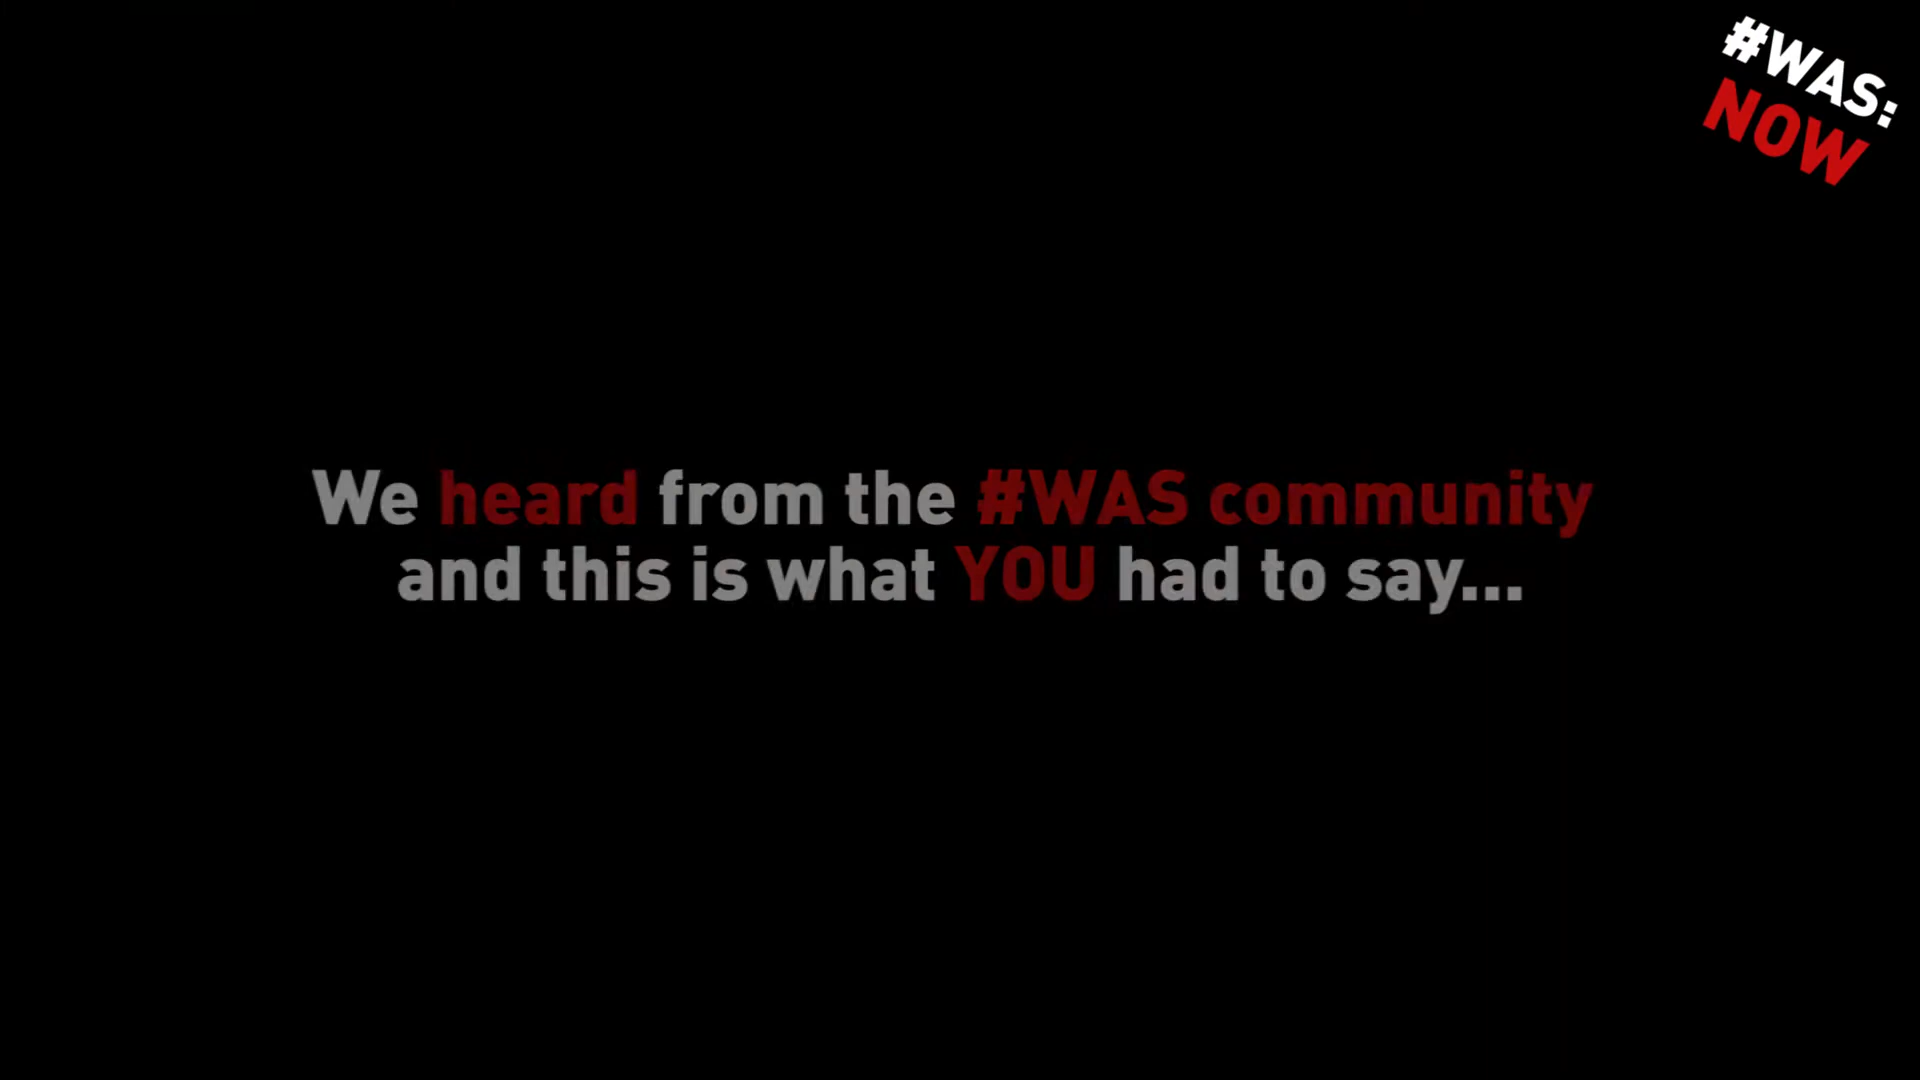 #WAS:
NOW
We heard from the #WAS community
and this is what YOU had to say...